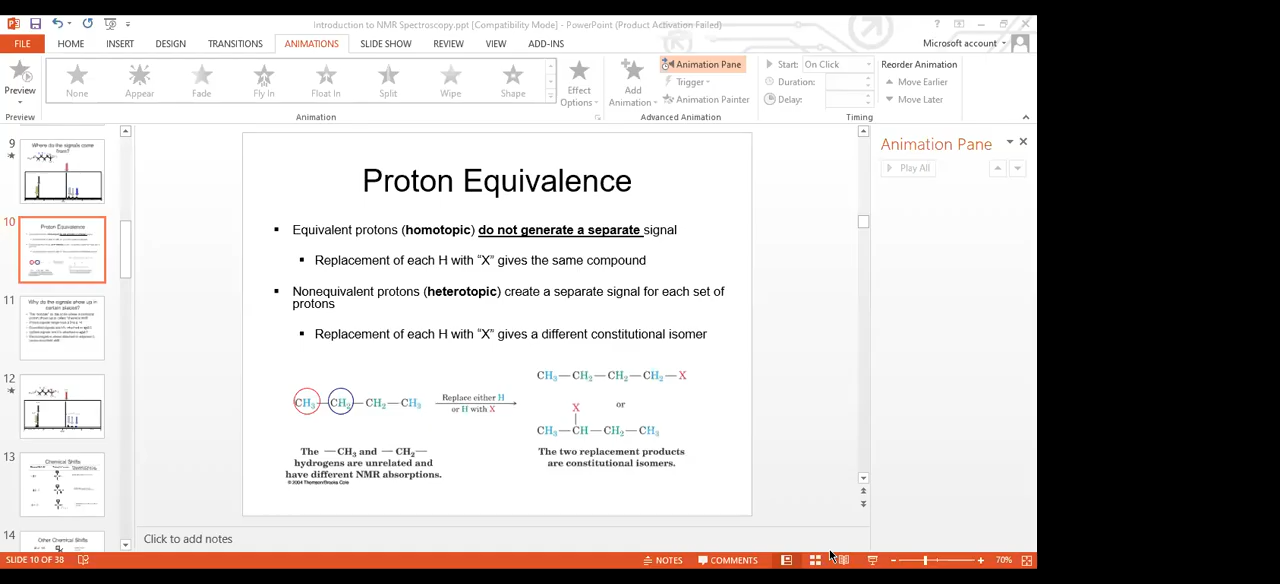 Introduction to NMR Spectroscopy.ppt [Compatibility Mode] - PowerPoint (Product Activation Failed)
FILE HOME INSERT DESIGN TRANSITIONS ANIMATIONS SLIDE SHOW REVIEW VIEW ADD-INS Microsoft account
Preview
None Appear Fade Fly In Float In Split Wipe Shape
Effect Options
Add Animation
Animation Pane
Trigger
Animation Painter
Start: On Click
Duration:
Delay:
Reorder Animation
Move Earlier
Move Later
Preview Animation Advanced Animation Timing
9
Where do the signals come from?
10
Proton Equivalence
11
Why do the signals show up in certain places?
12
13
Chemical Shifts
14
Other Chemical Shifts
Proton Equivalence
▪ Equivalent protons (homotopic) do not generate a separate signal
▪ Replacement of each H with “X” gives the same compound
▪ Nonequivalent protons (heterotopic) create a separate signal for each set of
protons
▪ Replacement of each H with “X” gives a different constitutional isomer
CH3—CH2—CH2—CH2—X
CH3—CH2—CH2—CH3
Replace either H
or H with X
X
or
CH3—CH—CH2—CH3
The —CH3 and —CH2—
hydrogens are unrelated and
have different NMR absorptions.
© 2004 Thomson/Brooks Cole
The two replacement products
are constitutional isomers.
Animation Pane
Play All
Click to add notes
SLIDE 10 OF 38 NOTES COMMENTS 70%